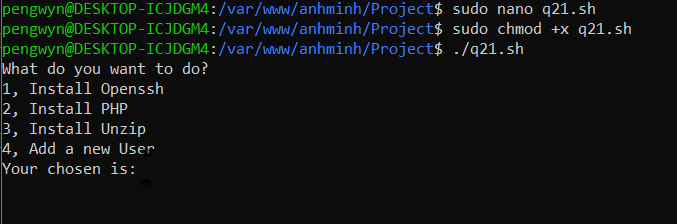 pengwyn@DESKTOP-ICJDGM4:/var/www/anhminh/Project$ sudo nano q21.sh
pengwyn@DESKTOP-ICJDGM4:/var/www/anhminh/Project$ sudo chmod +x q21.sh
pengwyn@DESKTOP-ICJDGM4:/var/www/anhminh/Project$ ./q21.sh
What do you want to do?
1, Install Openssh
2, Install PHP
3, Install Unzip
4, Add a new User
Your chosen is: